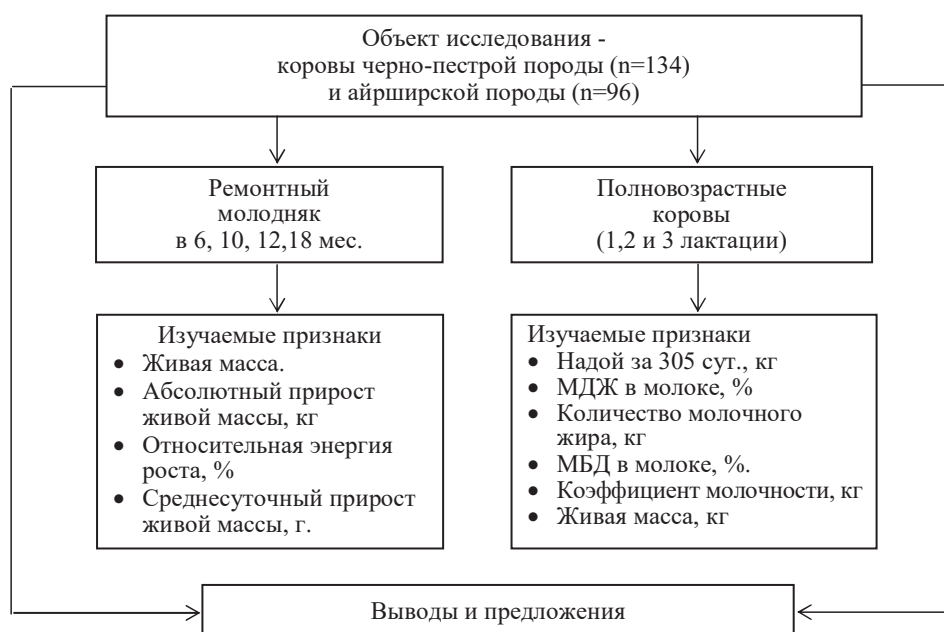 Объект исследования -
коровы черно-пестрой породы (n=134)
и айрширской породы (n=96)
Ремонтный
молодняк
в 6, 10, 12,18 мес.
Полновозрастные
коровы
(1,2 и 3 лактации)
Изучаемые признаки
• Живая масса.
• Абсолютный прирост
живой массы, кг
• Относительная энергия
роста, %
• Среднесуточный прирост
живой массы, г.
Изучаемые признаки
• Надой за 305 сут., кг
• МДЖ в молоке, %
• Количество молочного
жира, кг
• МБД в молоке, %.
• Коэффициент молочности, кг
• Живая масса, кг
Выводы и предложения